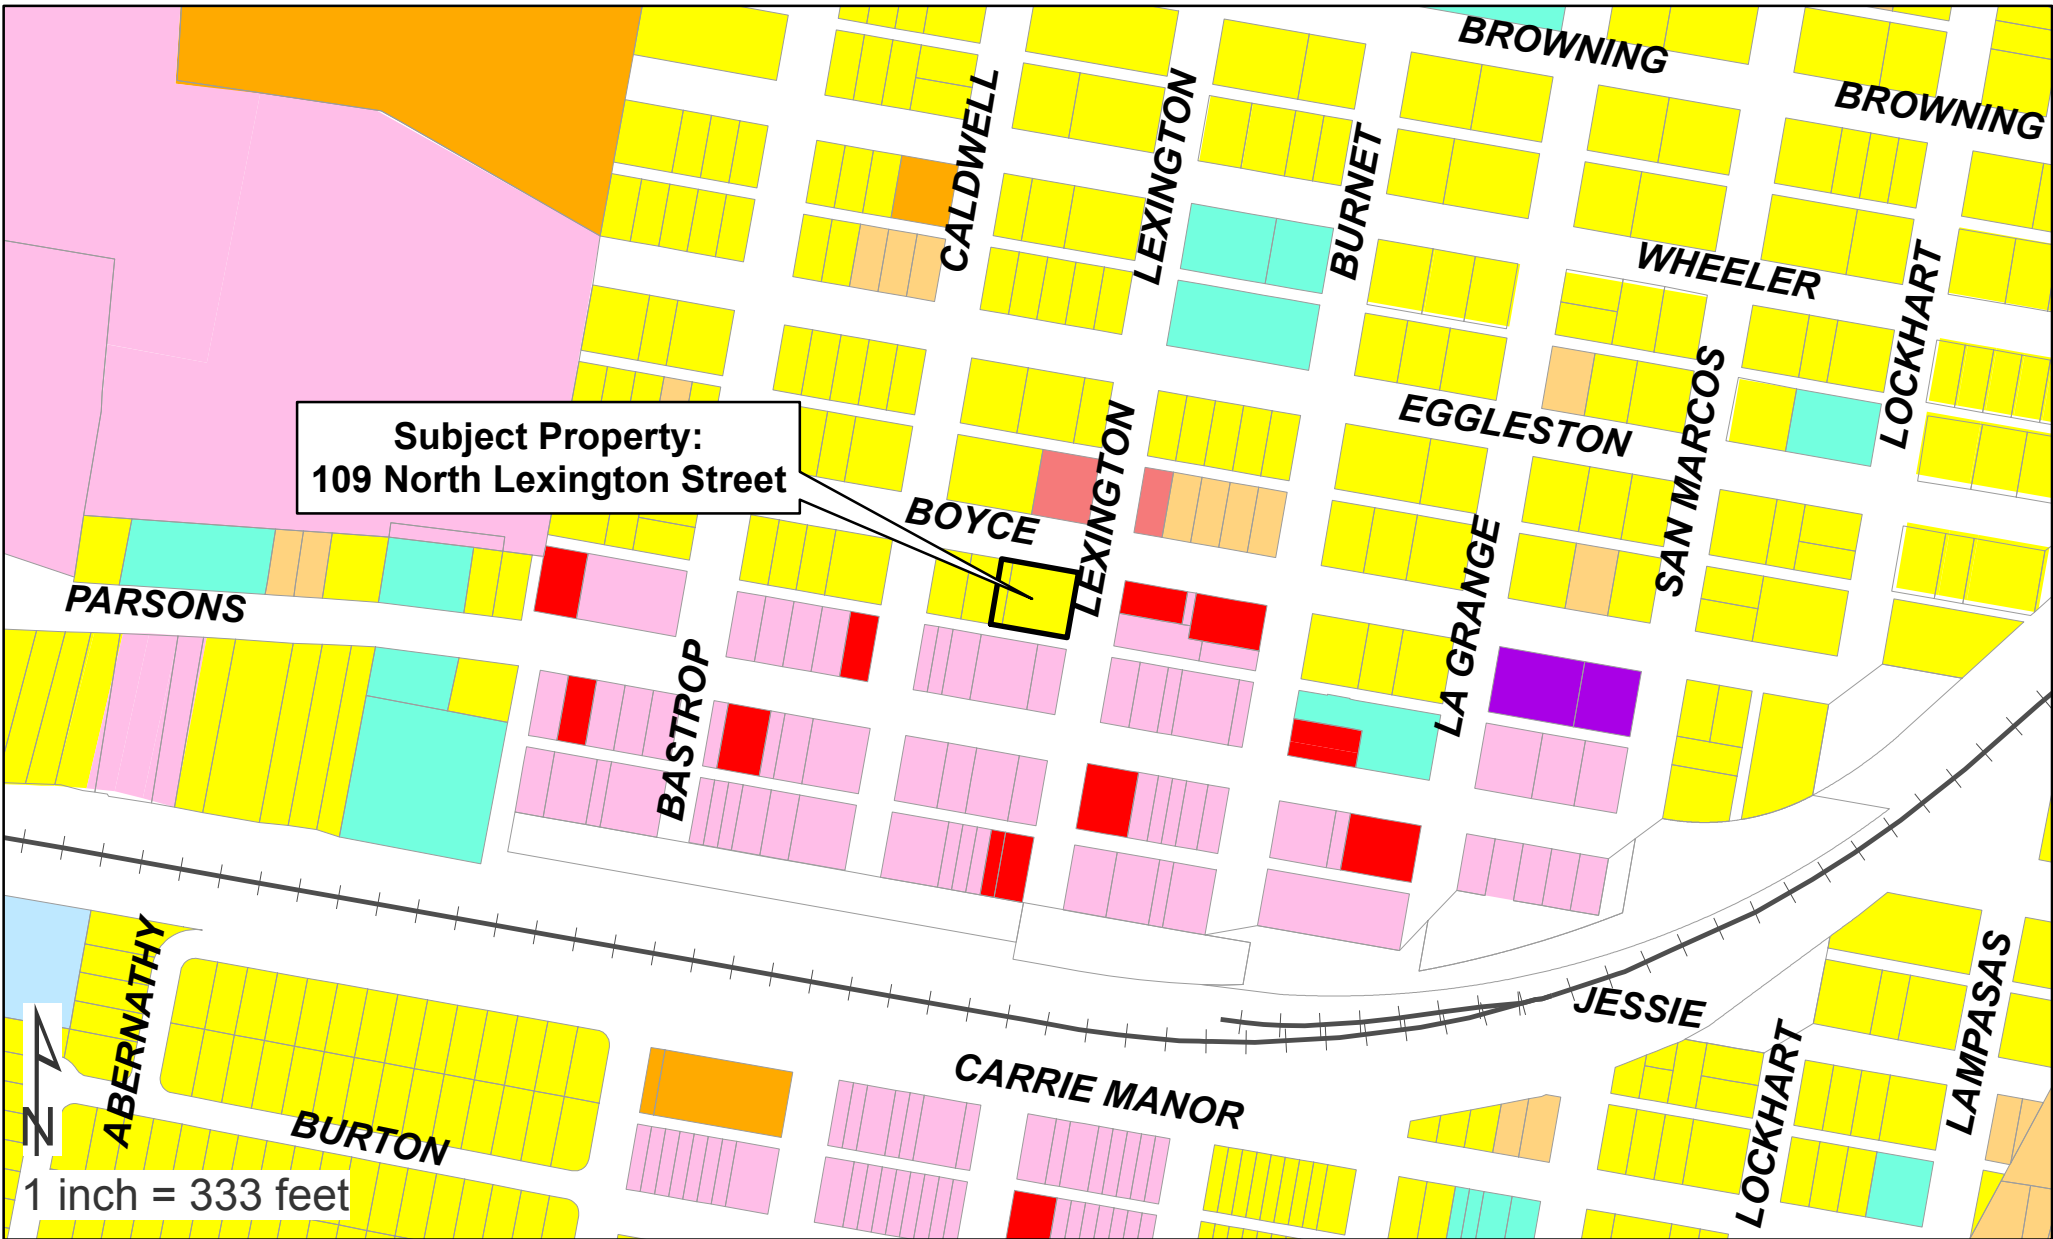 BROWNING
BROWNING
CALDWELL
LEXINGTON
BURNET
WHEELER
LOCKHART
SAN MARCOS
EGGLESTON
LEXINGTON
Subject Property:
109 North Lexington Street
BOYCE
LA GRANGE
PARSONS
BASTROP
ABERNATHY
JESSIE
LAMPASAS
CARRIE MANOR
LOCKHART
BURTON
N
1 inch = 333 feet